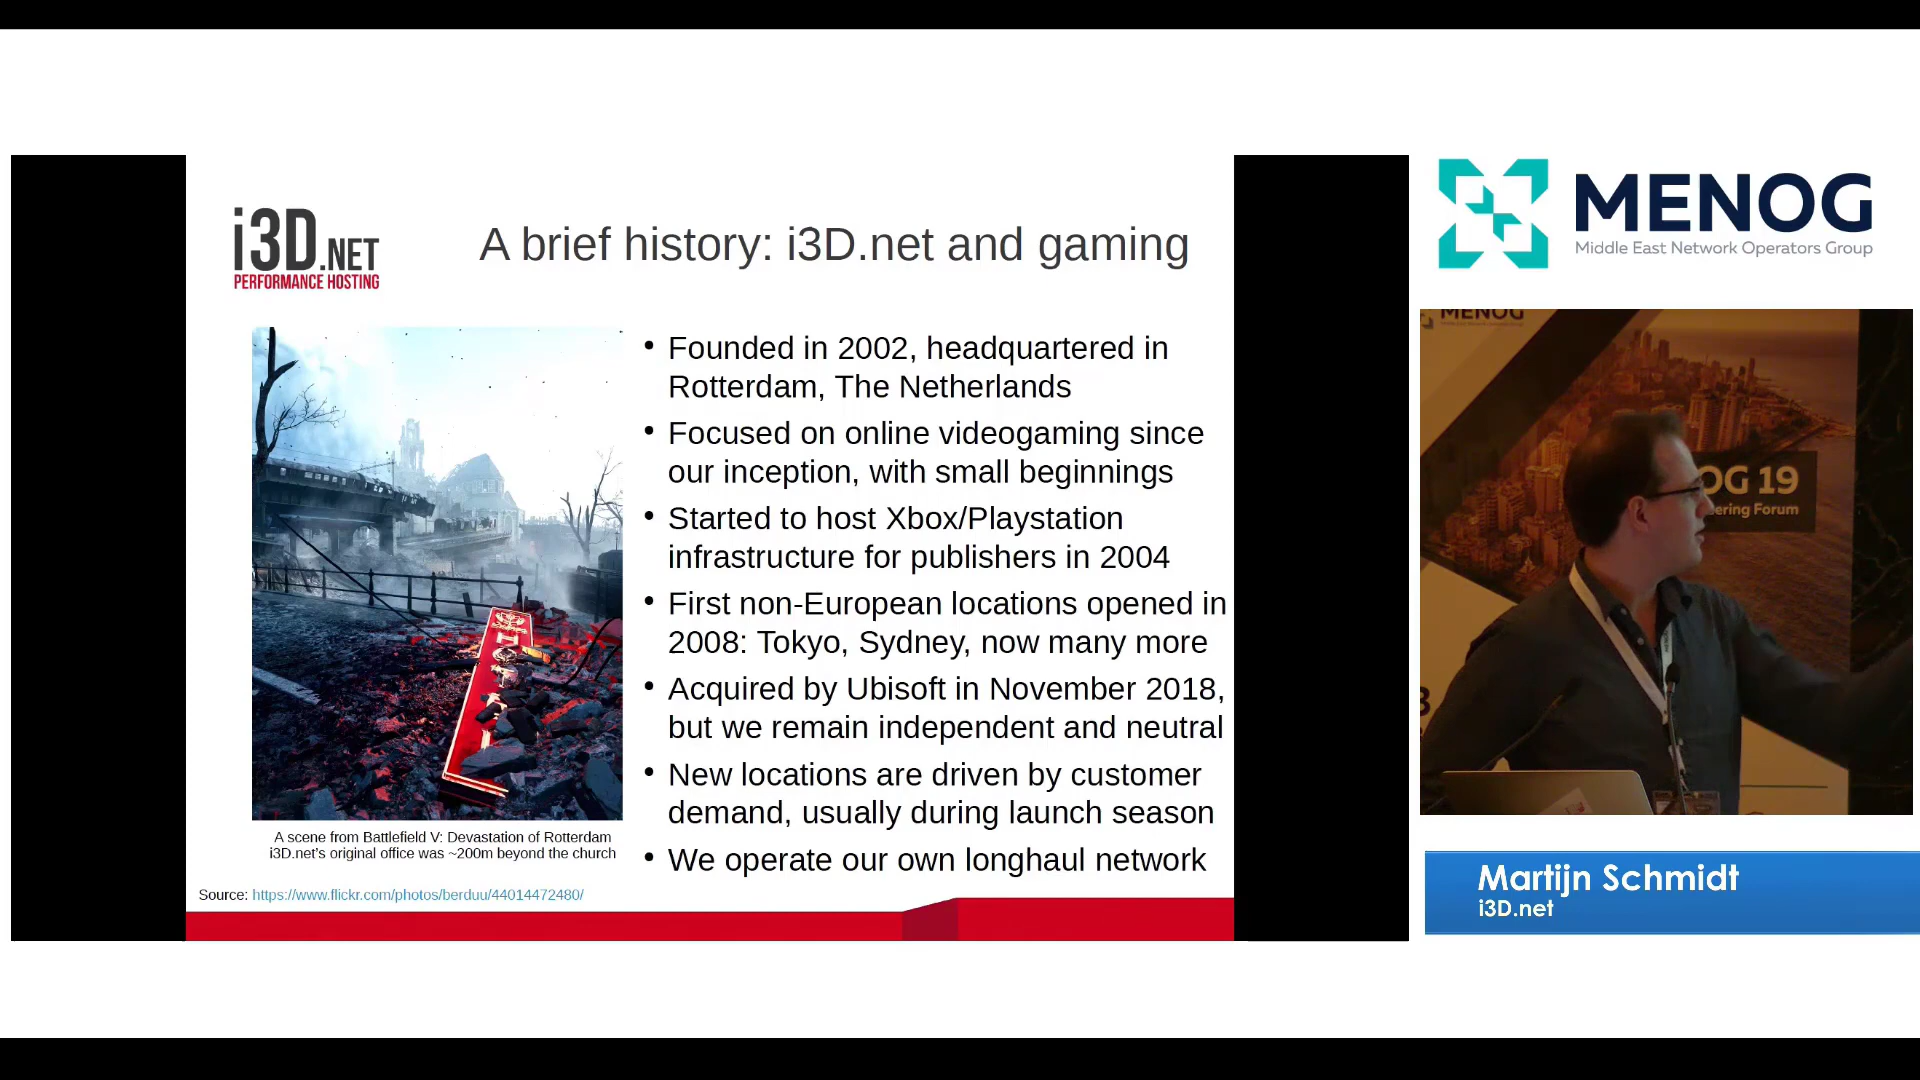 i3D.NET
PERFORMANCE HOSTING
A brief history: i3D.net and gaming
• Founded in 2002, headquartered in
Rotterdam, The Netherlands
• Focused on online videogaming since
our inception, with small beginnings
• Started to host Xbox/Playstation
infrastructure for publishers in 2004
• First non-European locations opened in
2008: Tokyo, Sydney, now many more
• Acquired by Ubisoft in November 2018,
but we remain independent and neutral
• New locations are driven by customer
demand, usually during launch season
• We operate our own longhaul network
A scene from Battlefield V: Devastation of Rotterdam
i3D.net's original office was ~200m beyond the church
Source: https://www.flickr.com/photos/berduu/44014472480/
MENOG
Middle East Network Operators Group
MENOG
OG 19
ering Forum
Martijn Schmidt
i3D.net